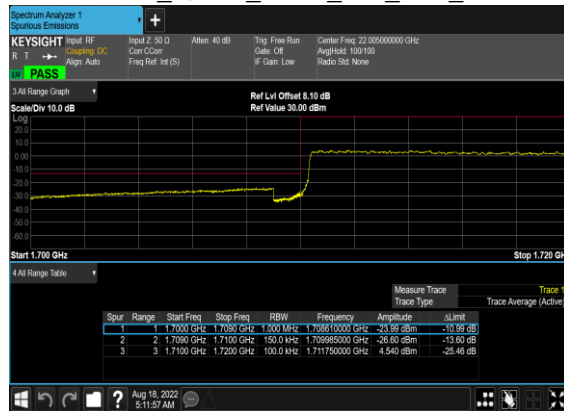 Spectrum Analyzer 1
Spurious Emissions
+
KEYSIGHT Input: RF Input Z: 50 Ω Atten: 40 dB Trig: Free Run Center Freq: 22.005000000 GHz
R T Coupling: DC Corr CCorr Gate: Off Avg|Hold: 100/100
Align: Auto Freq Ref: Int (S) IF Gain: Low Radio Std: None
PASS
3 All Range Graph
Ref Lvl Offset 8.10 dB
Scale/Div 10.0 dB Ref Value 30.00 dBm
Log
20.0
10.0
0.00
-10.0
-20.0
-30.0
-40.0
-50.0
-60.0
Start 1.700 GHz Stop 1.720 GH
4 All Range Table
Measure Trace Trace 1
Trace Type Trace Average (Active)
Spur Range Start Freq Stop Freq RBW Frequency Amplitude ΔLimit
1 1 1.7000 GHz 1.7090 GHz 1.000 MHz 1.708610000 GHz -23.99 dBm -10.99 dB
2 2 1.7090 GHz 1.7100 GHz 150.0 kHz 1.709985000 GHz -26.60 dBm -13.60 dB
3 3 1.7100 GHz 1.7200 GHz 100.0 kHz 1.711750000 GHz 4.540 dBm -25.46 dB
? Aug 18, 2022
5:11:57 AM